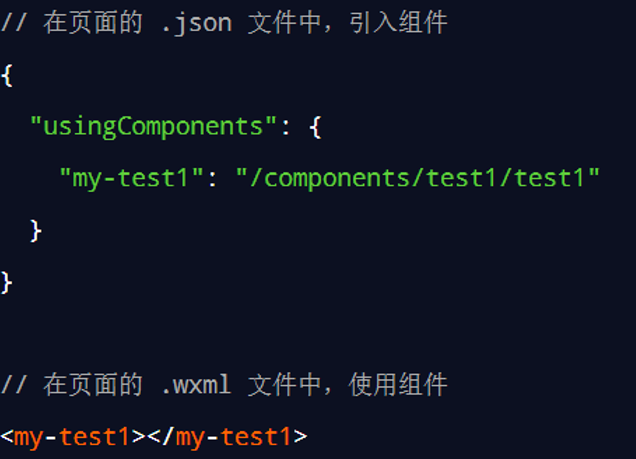 // 在页面的 .json 文件中，引入组件
{
"usingComponents": {
"my-test1": "/components/test1/test1"
}
}
// 在页面的 .wxml 文件中，使用组件
<my-test1></my-test1>